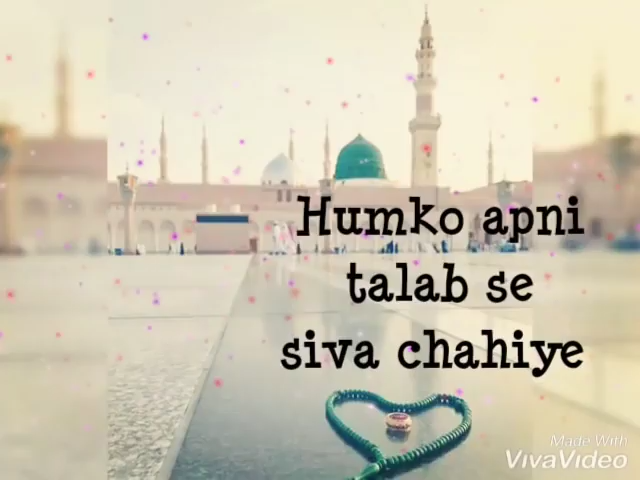 Humko apni
talab se
siva chahiye
Made With
VivaVideo